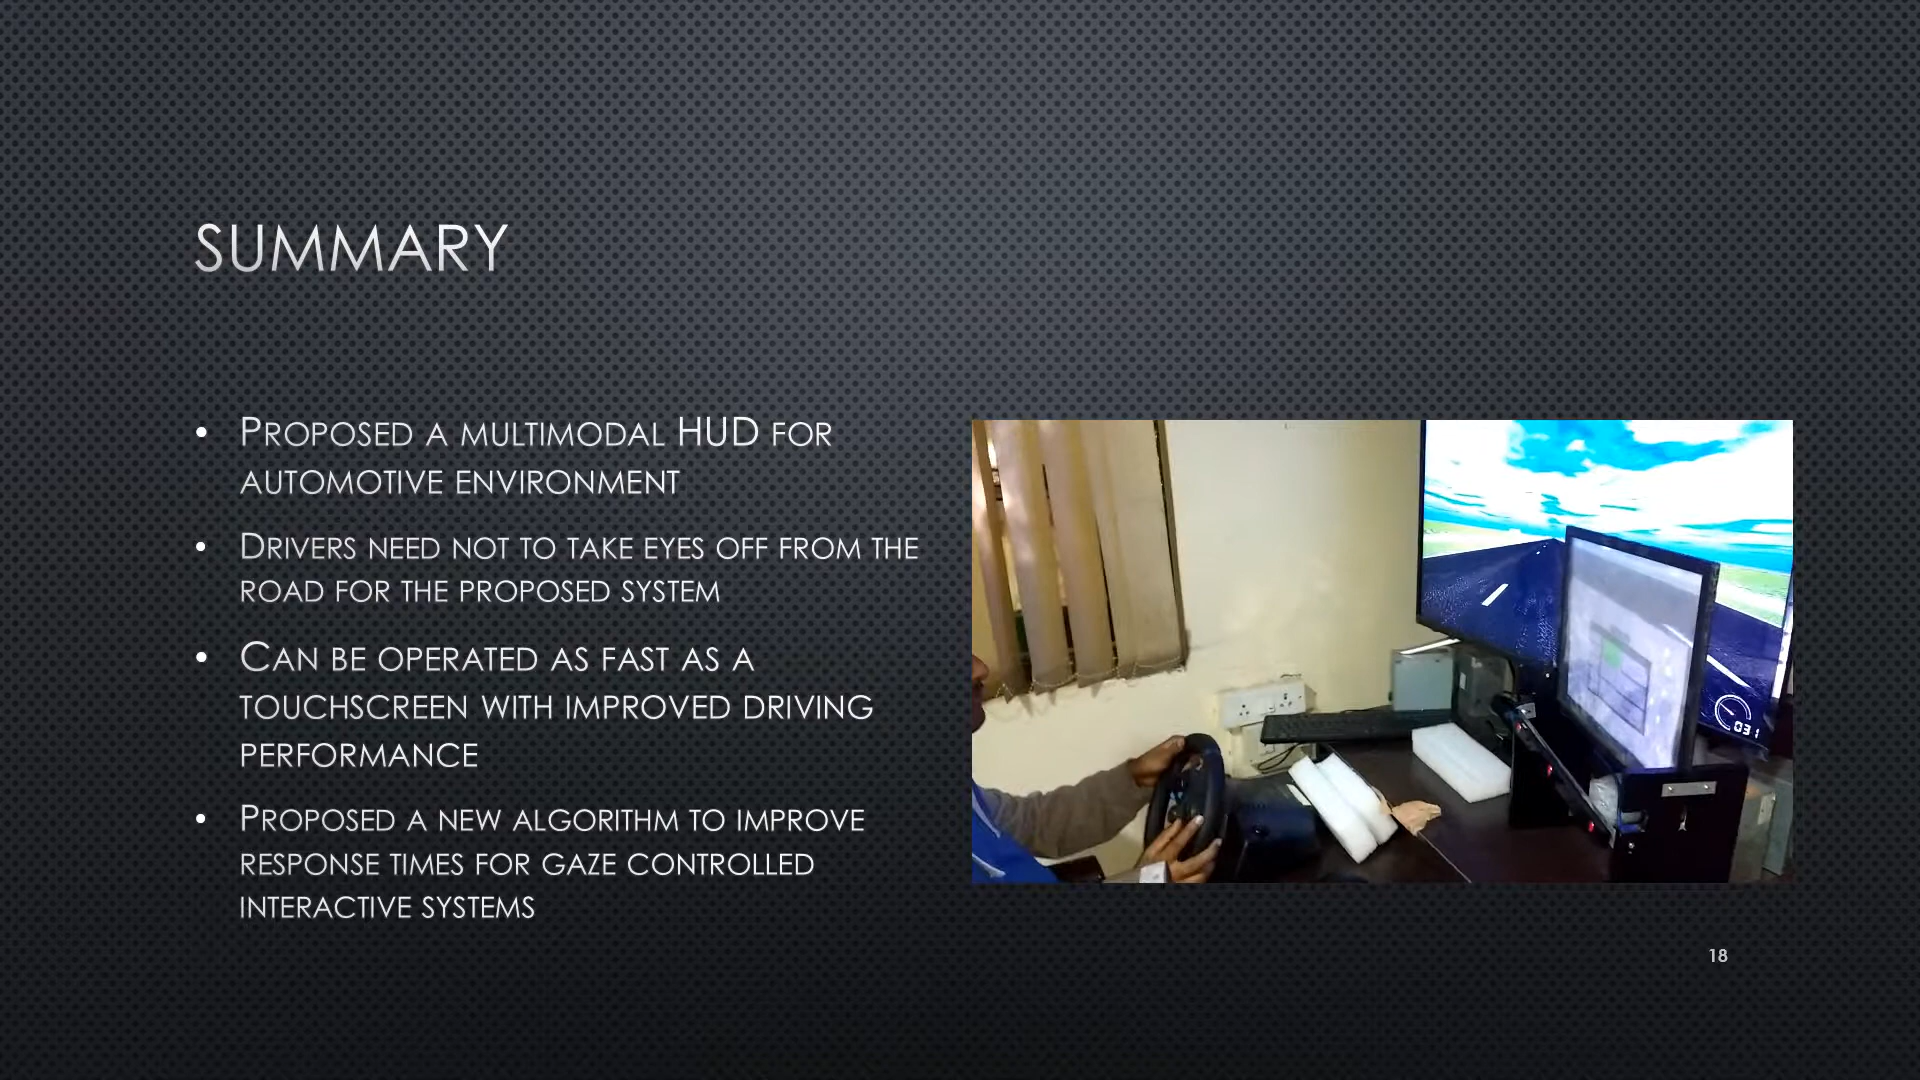 SUMMARY
• PROPOSED A MULTIMODAL HUD FOR
AUTOMOTIVE ENVIRONMENT
• DRIVERS NEED NOT TO TAKE EYES OFF FROM THE
ROAD FOR THE PROPOSED SYSTEM
• CAN BE OPERATED AS FAST AS A
TOUCHSCREEN WITH IMPROVED DRIVING
PERFORMANCE
• PROPOSED A NEW ALGORITHM TO IMPROVE
RESPONSE TIMES FOR GAZE CONTROLLED
INTERACTIVE SYSTEMS
031
18